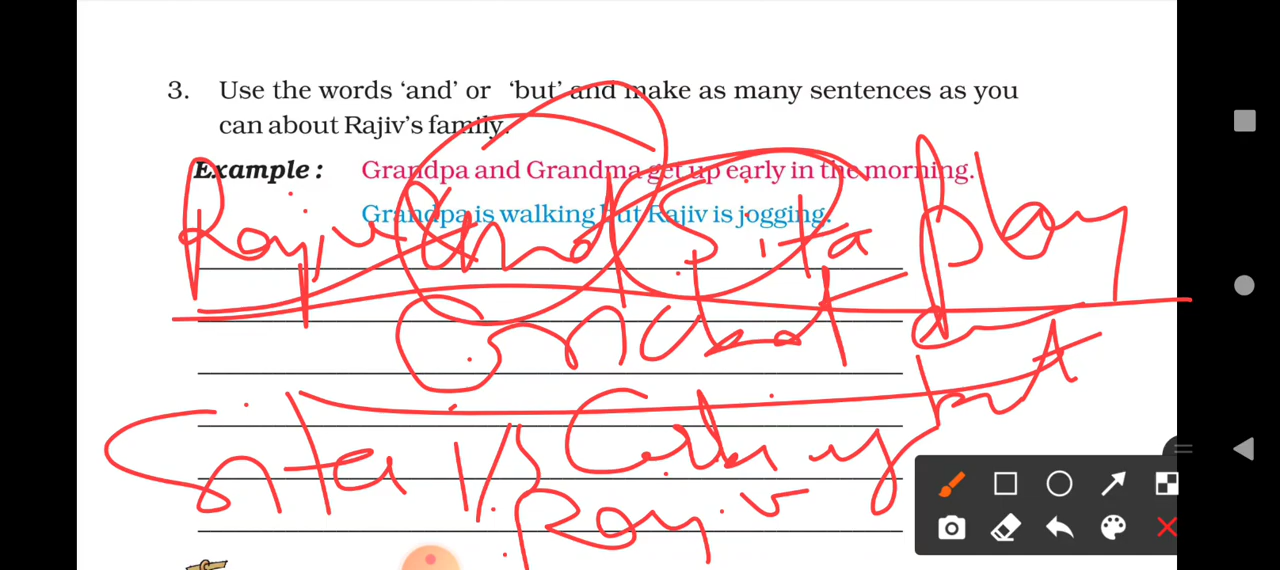 3. Use the words ‘and’ or ‘but’ and make as many sentences as you
can about Rajiv’s family.
Example : Grandpa and Grandma get up early in the morning.
Grandpa is walking but Rajiv is jogging.
Rajiv and Sita play
Sita is but
Rajiv